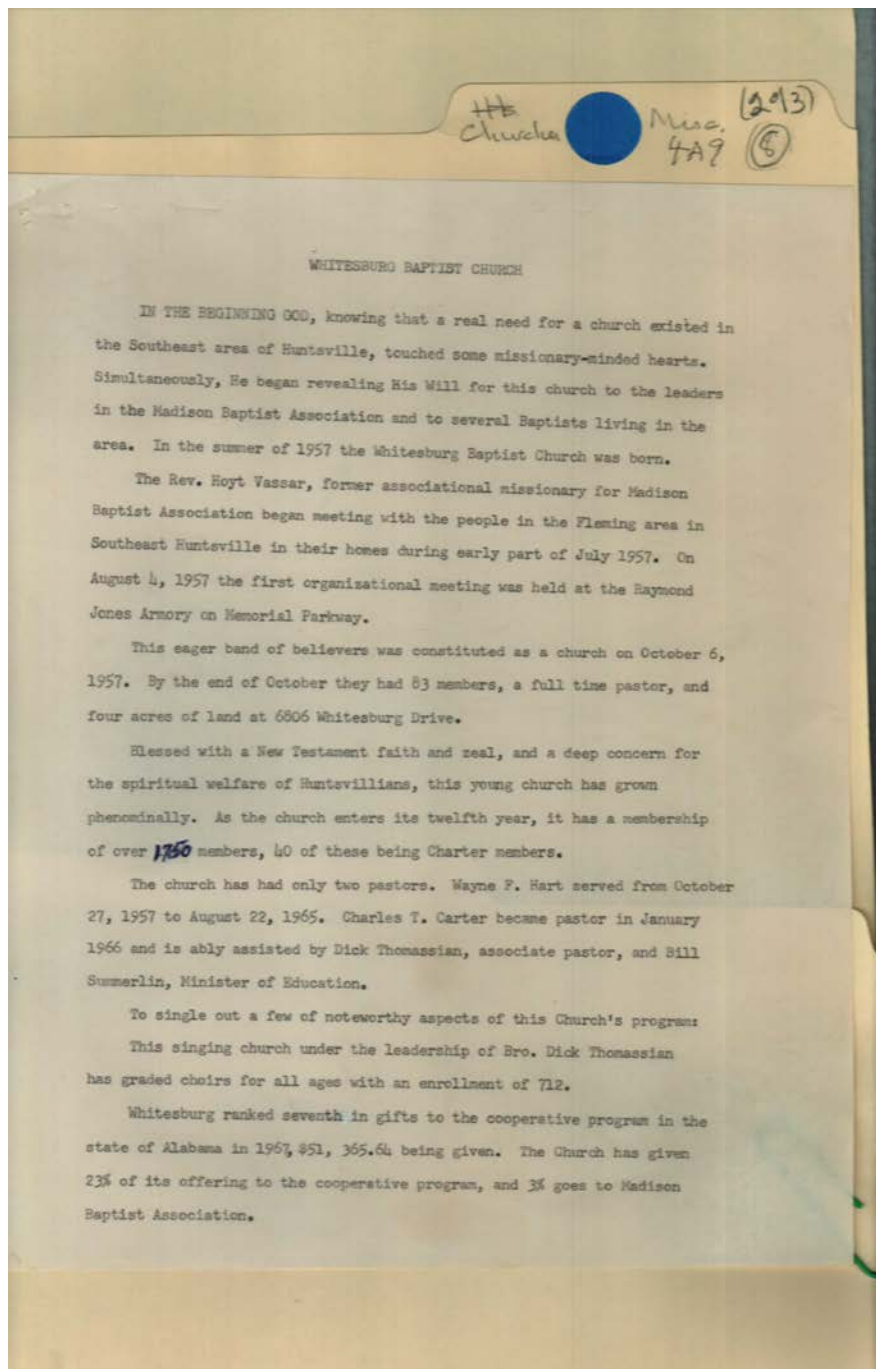 (2 of 3)
Hts
Churches
Misc.
4A9
8
WHITESBURG BAPTIST CHURCH
IN THE BEGINNING GOD, knowing that a real need for a church existed in
the Southeast area of Huntsville, touched some missionary-minded hearts.
Simultaneously, He began revealing His Will for this church to the leaders
in the Madison Baptist Association and to several Baptists living in the
area. In the summer of 1957 the Whitesburg Baptist Church was born.
The Rev. Hoyt Vassar, former associational missionary for Madison
Baptist Association began meeting with the people in the Fleming area in
Southeast Huntsville in their homes during early part of July 1957. On
August 4, 1957 the first organizational meeting was held at the Raymond
Jones Armory on Memorial Parkway.
This eager band of believers was constituted as a church on October 6,
1957. By the end of October they had 83 members, a full time pastor, and
four acres of land at 6806 Whitesburg Drive.
Blessed with a New Testament faith and zeal, and a deep concern for
the spiritual welfare of Huntsvillians, this young church has grown
phenominally. As the church enters its twelfth year, it has a membership
of over 1750 members, 40 of these being Charter members.
The church has had only two pastors. Wayne F. Hart served from October
27, 1957 to August 22, 1965. Charles T. Carter became pastor in January
1966 and is ably assisted by Dick Thomassian, associate pastor, and Bill
Summerlin, Minister of Education.
To single out a few of noteworthy aspects of this Church's program:
This singing church under the leadership of Bro. Dick Thomassian
has graded choirs for all ages with an enrollment of 712.
Whitesburg ranked seventh in gifts to the cooperative program in the
state of Alabama in 1967, $51, 365.64 being given. The Church has given
23% of its offering to the cooperative program, and 3% goes to Madison
Baptist Association.